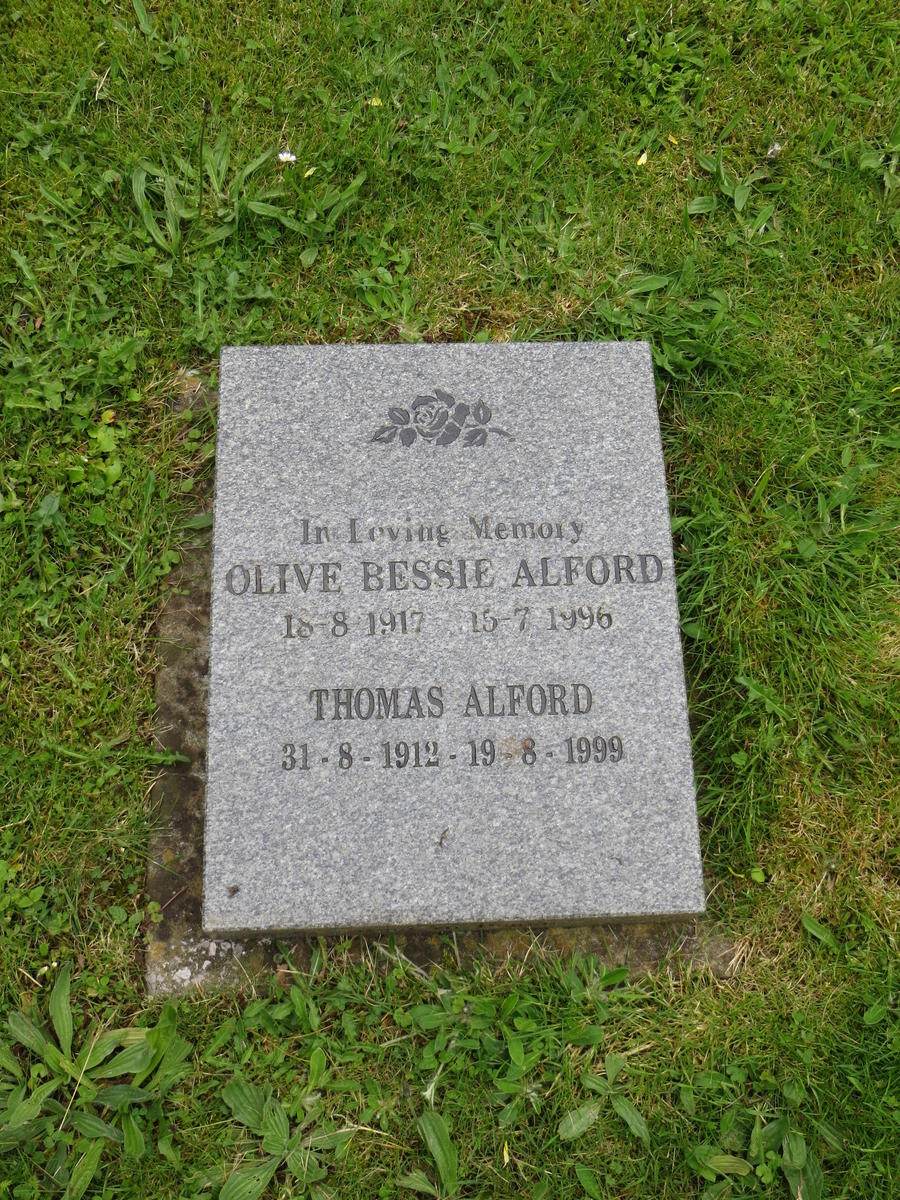 In Loving Memory
OLIVE BESSIE ALFORD
18-8 1917 15-7 1996
THOMAS ALFORD
31 - 8 - 1912 - 19 - 8 - 1999